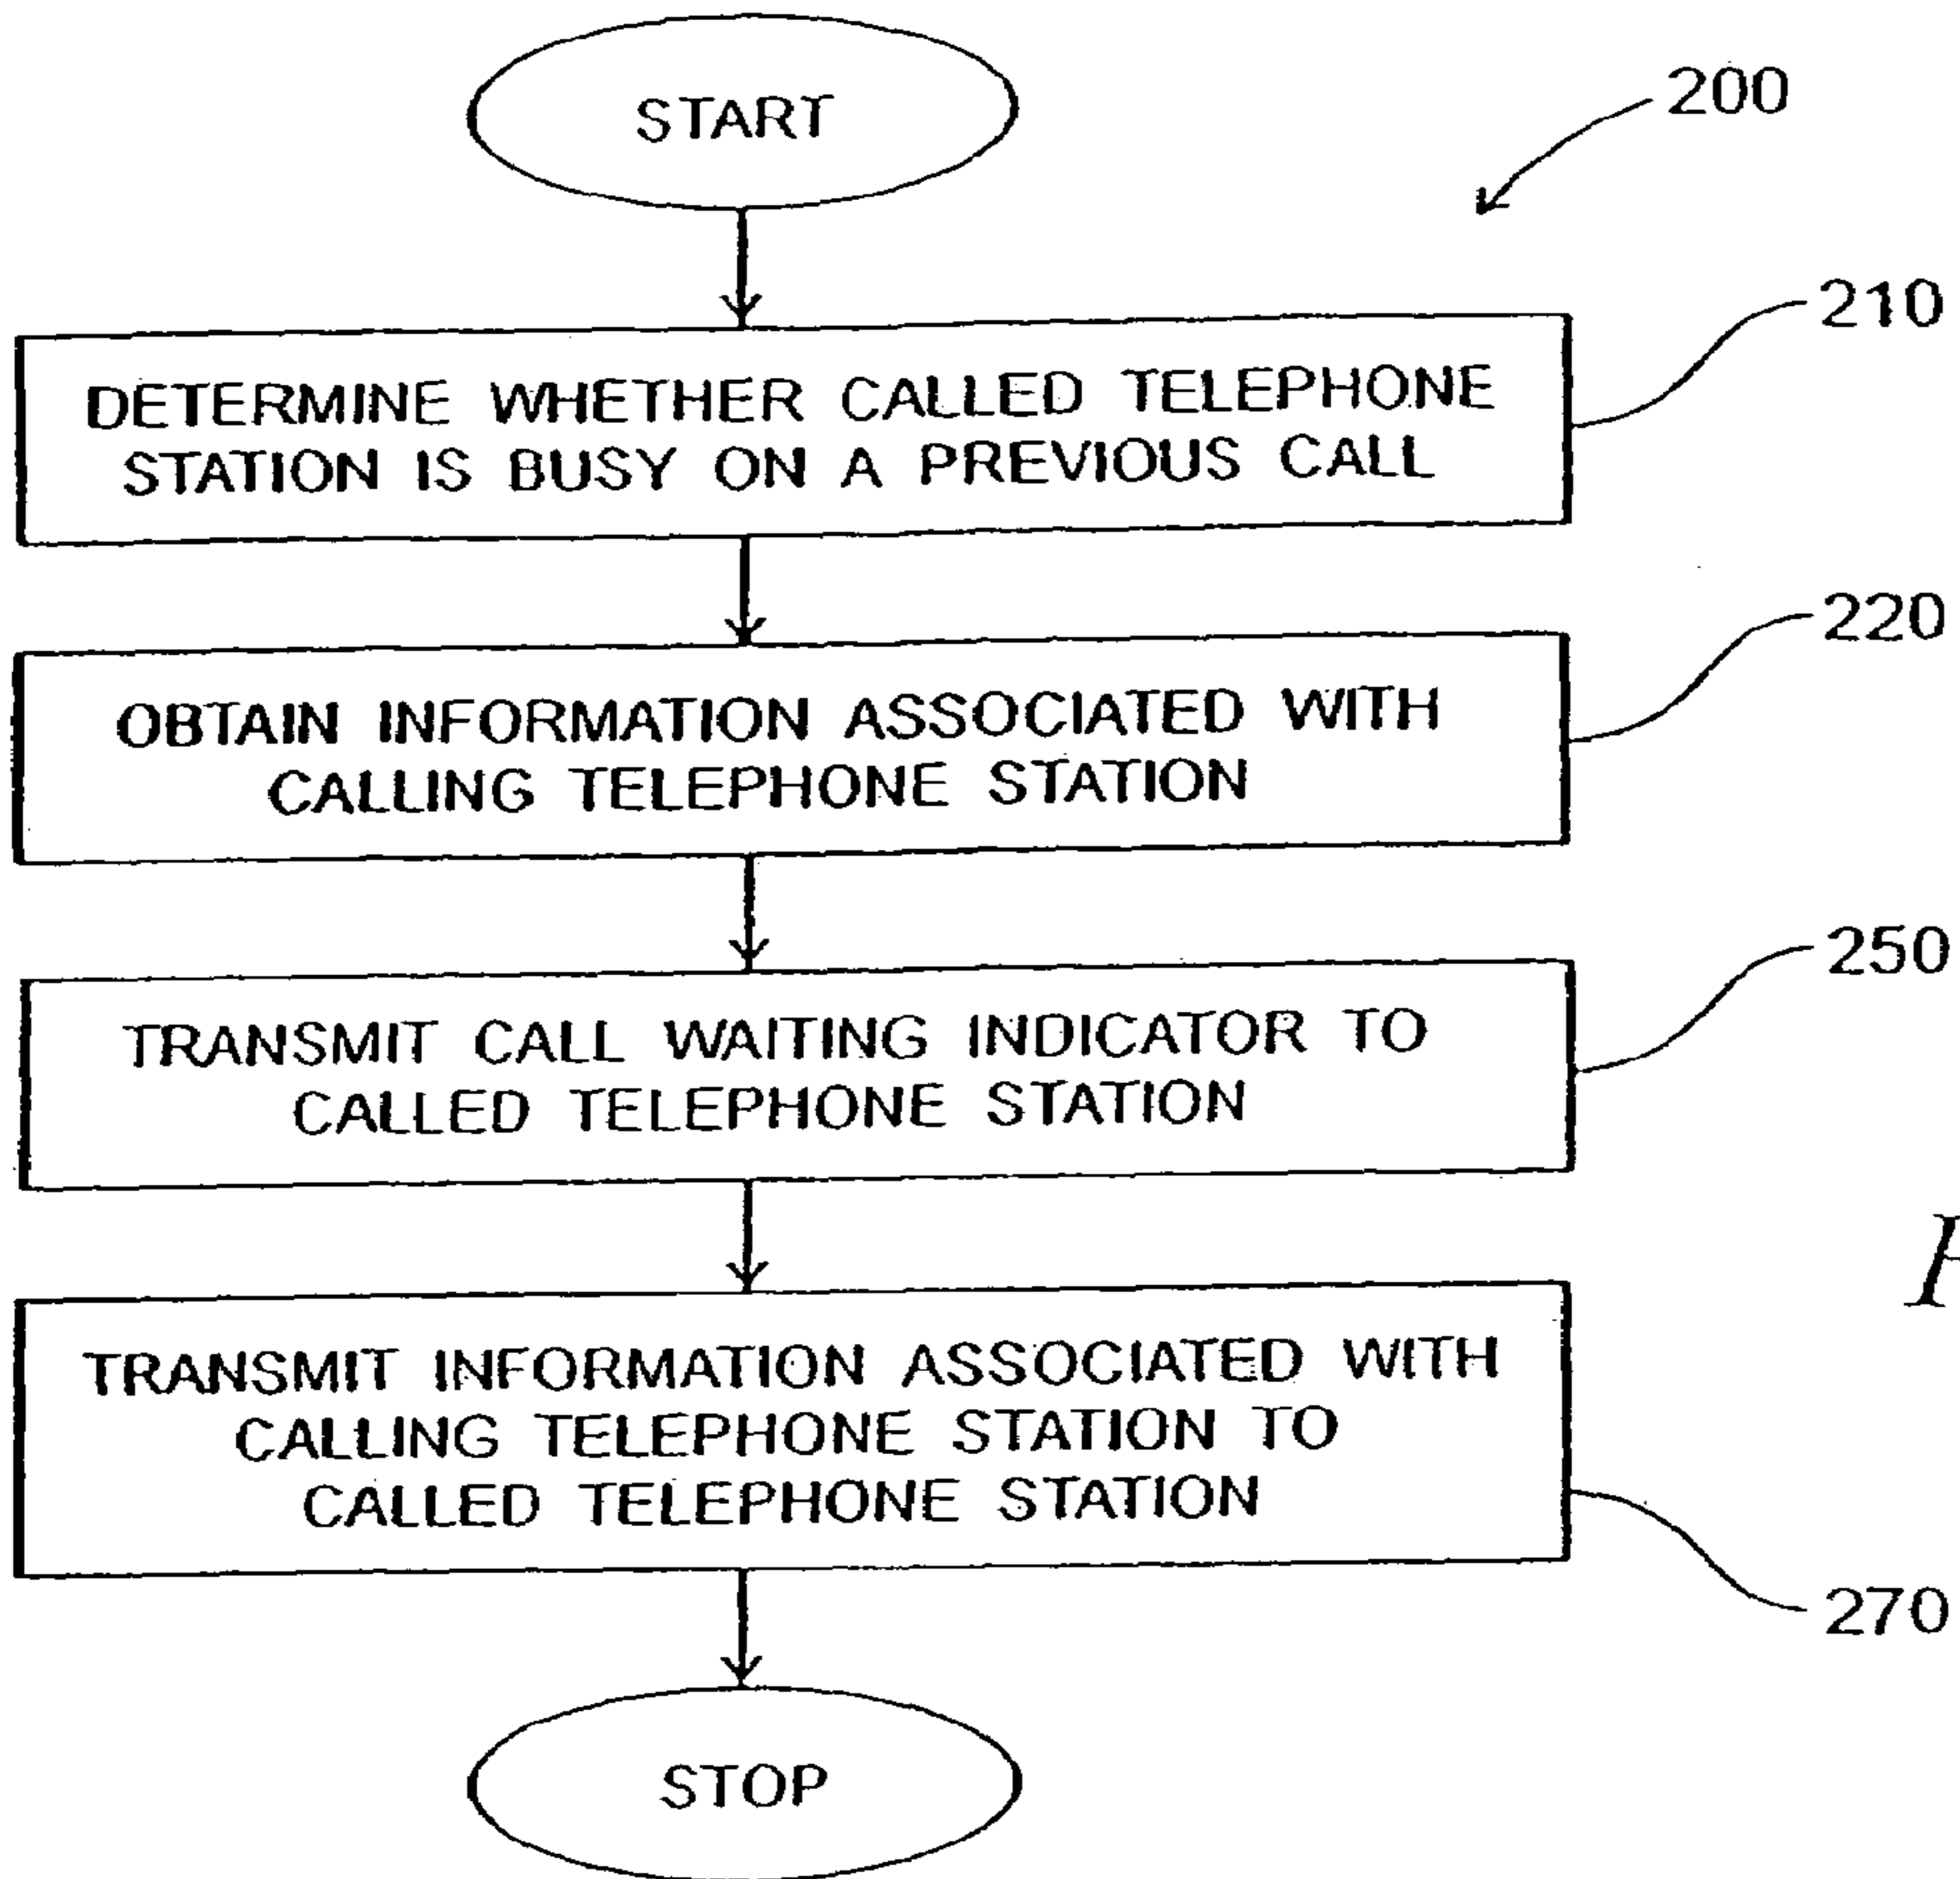 START
200
210
DETERMINE WHETHER CALLED TELEPHONE
STATION IS BUSY ON A PREVIOUS CALL
220
OBTAIN INFORMATION ASSOCIATED WITH
CALLING TELEPHONE STATION
250
TRANSMIT CALL WAITING INDICATOR TO
CALLED TELEPHONE STATION
TRANSMIT INFORMATION ASSOCIATED WITH
CALLING TELEPHONE STATION TO
CALLED TELEPHONE STATION
270
STOP